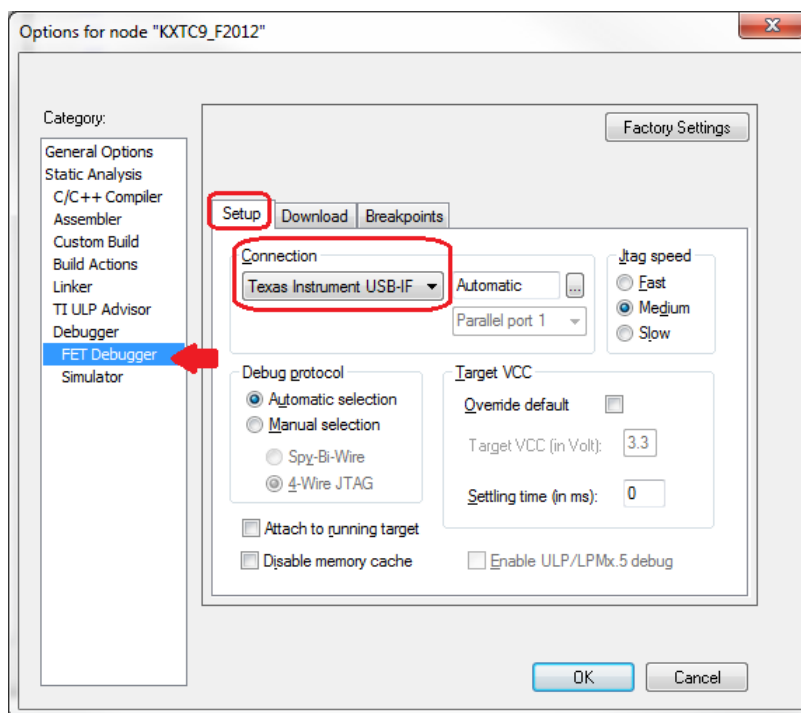 Options for node "KXTC9_F2012"
X
Category:
Factory Settings
General Options
Static Analysis
C/C++ Compiler
Assembler
Custom Build
Build Actions
Linker
TI ULP Advisor
Debugger
FET Debugger
Simulator
Setup Download Breakpoints
Connection
Texas Instrument USB-IF Automatic ...
Parallel port 1
Jtag speed
Fast
Medium
Slow
Debug protocol
Automatic selection
Manual selection
Spy-Bi-Wire
4-Wire JTAG
Target VCC
Override default
Target VCC (in Volt): 3.3
Settling time (in ms): 0
Attach to running target
Disable memory cache
Enable ULP/LPMx.5 debug
OK Cancel